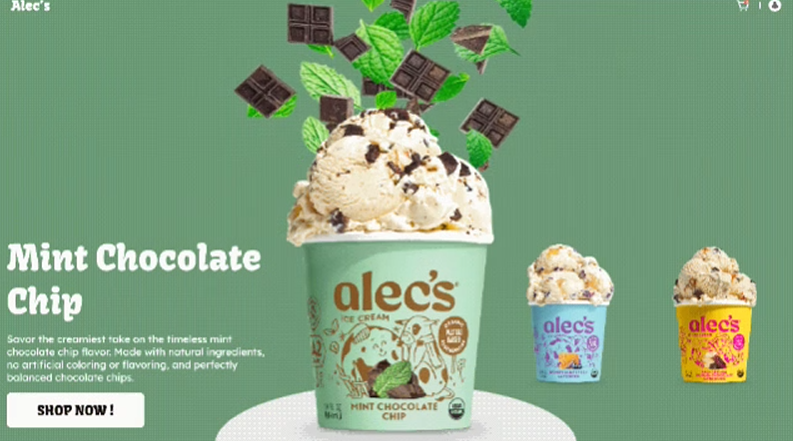 Alec's
Mint Chocolate
Chip
Savor the creamiest take on the timeless mint
chocolate chip flavor. Made with natural ingredients,
no artificial coloring or flavoring, and perfectly
balanced chocolate chips.
SHOP NOW !
alec's
ICE CREAM
MINT CHOCOLATE
CHIP
alec's
alec's